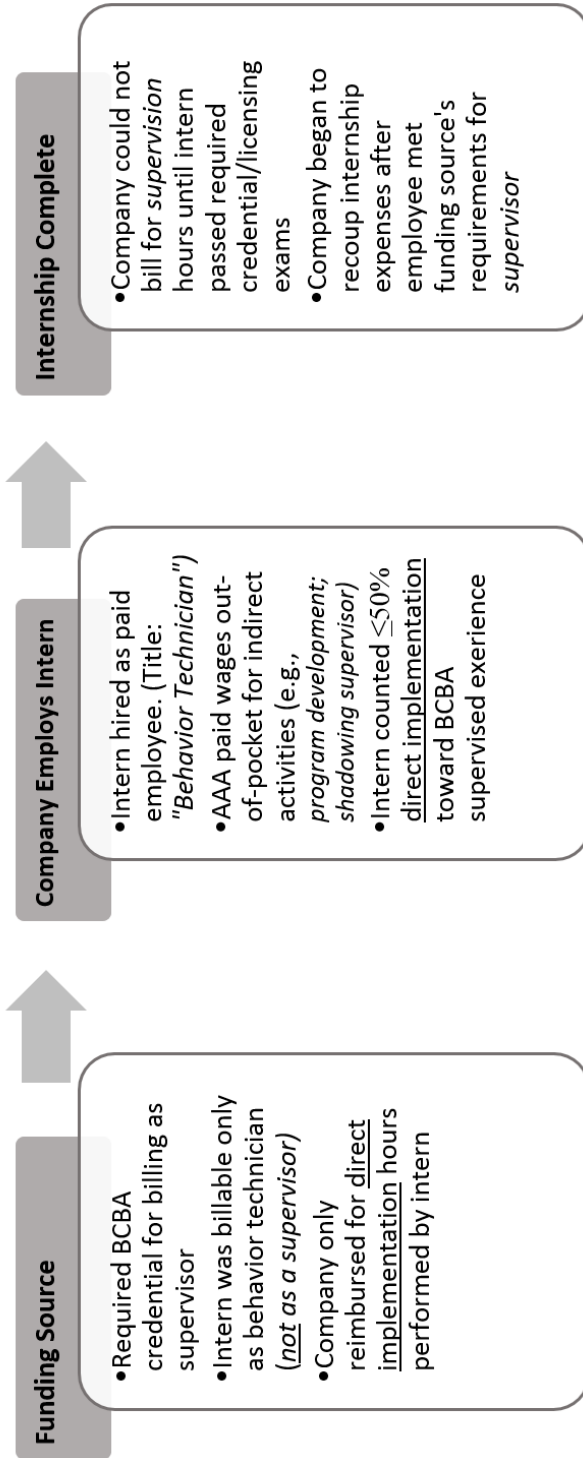 Funding Source
•Required BCBA
credential for billing as
supervisor
•Intern was billable only
as behavior technician
(not as a supervisor)
•Company only
reimbursed for direct
implementation hours
performed by intern
Company Employs Intern
•Intern hired as paid
employee. (Title:
"Behavior Technician")
•AAA paid wages out-
of-pocket for indirect
activities (e.g.,
program development;
shadowing supervisor)
•Intern counted ≤50%
direct implementation
toward BCBA
supervised exerience
Internship Complete
•Company could not
bill for supervision
hours until intern
passed required
credential/licensing
exams
•Company began to
recoup internship
expenses after
employee met
funding source's
requirements for
supervisor